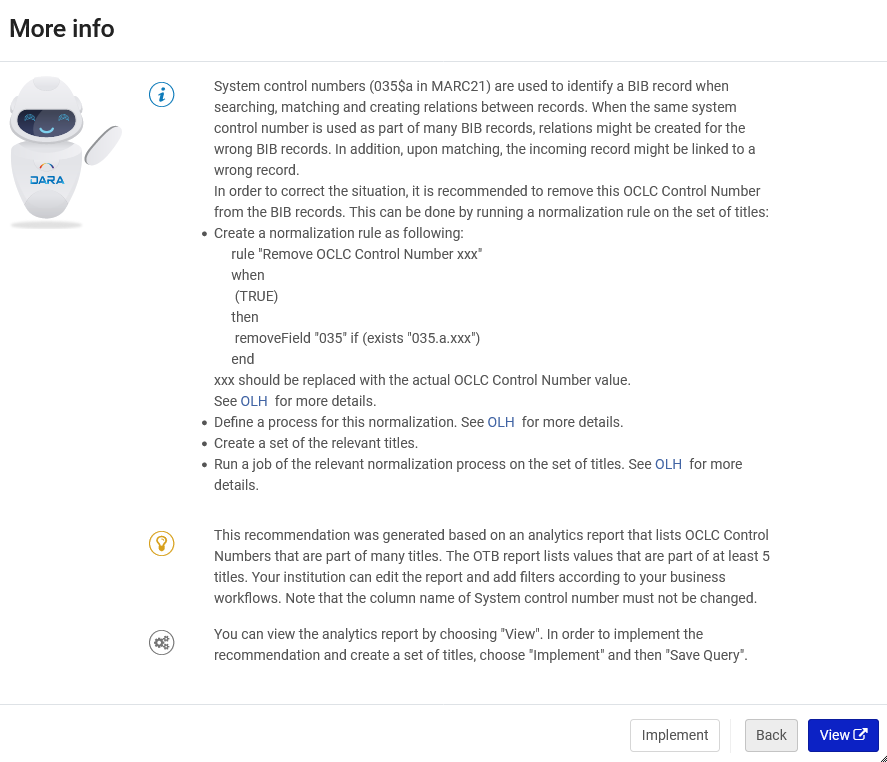 More info
DARA
System control numbers (035$a in MARC21) are used to identify a BIB record when
searching, matching and creating relations between records. When the same system
control number is used as part of many BIB records, relations might be created for the
wrong BIB records. In addition, upon matching, the incoming record might be linked to a
wrong record.
In order to correct the situation, it is recommended to remove this OCLC Control Number
from the BIB records. This can be done by running a normalization rule on the set of titles:
• Create a normalization rule as following:
rule "Remove OCLC Control Number xxx"
when
(TRUE)
then
removeField "035" if (exists "035.a.xxx")
end
xxx should be replaced with the actual OCLC Control Number value.
See OLH for more details.
• Define a process for this normalization. See OLH for more details.
• Create a set of the relevant titles.
• Run a job of the relevant normalization process on the set of titles. See OLH for more
details.
This recommendation was generated based on an analytics report that lists OCLC Control
Numbers that are part of many titles. The OTB report lists values that are part of at least 5
titles. Your institution can edit the report and add filters according to your business
workflows. Note that the column name of System control number must not be changed.
You can view the analytics report by choosing "View". In order to implement the
recommendation and create a set of titles, choose "Implement" and then "Save Query".
Implement Back View